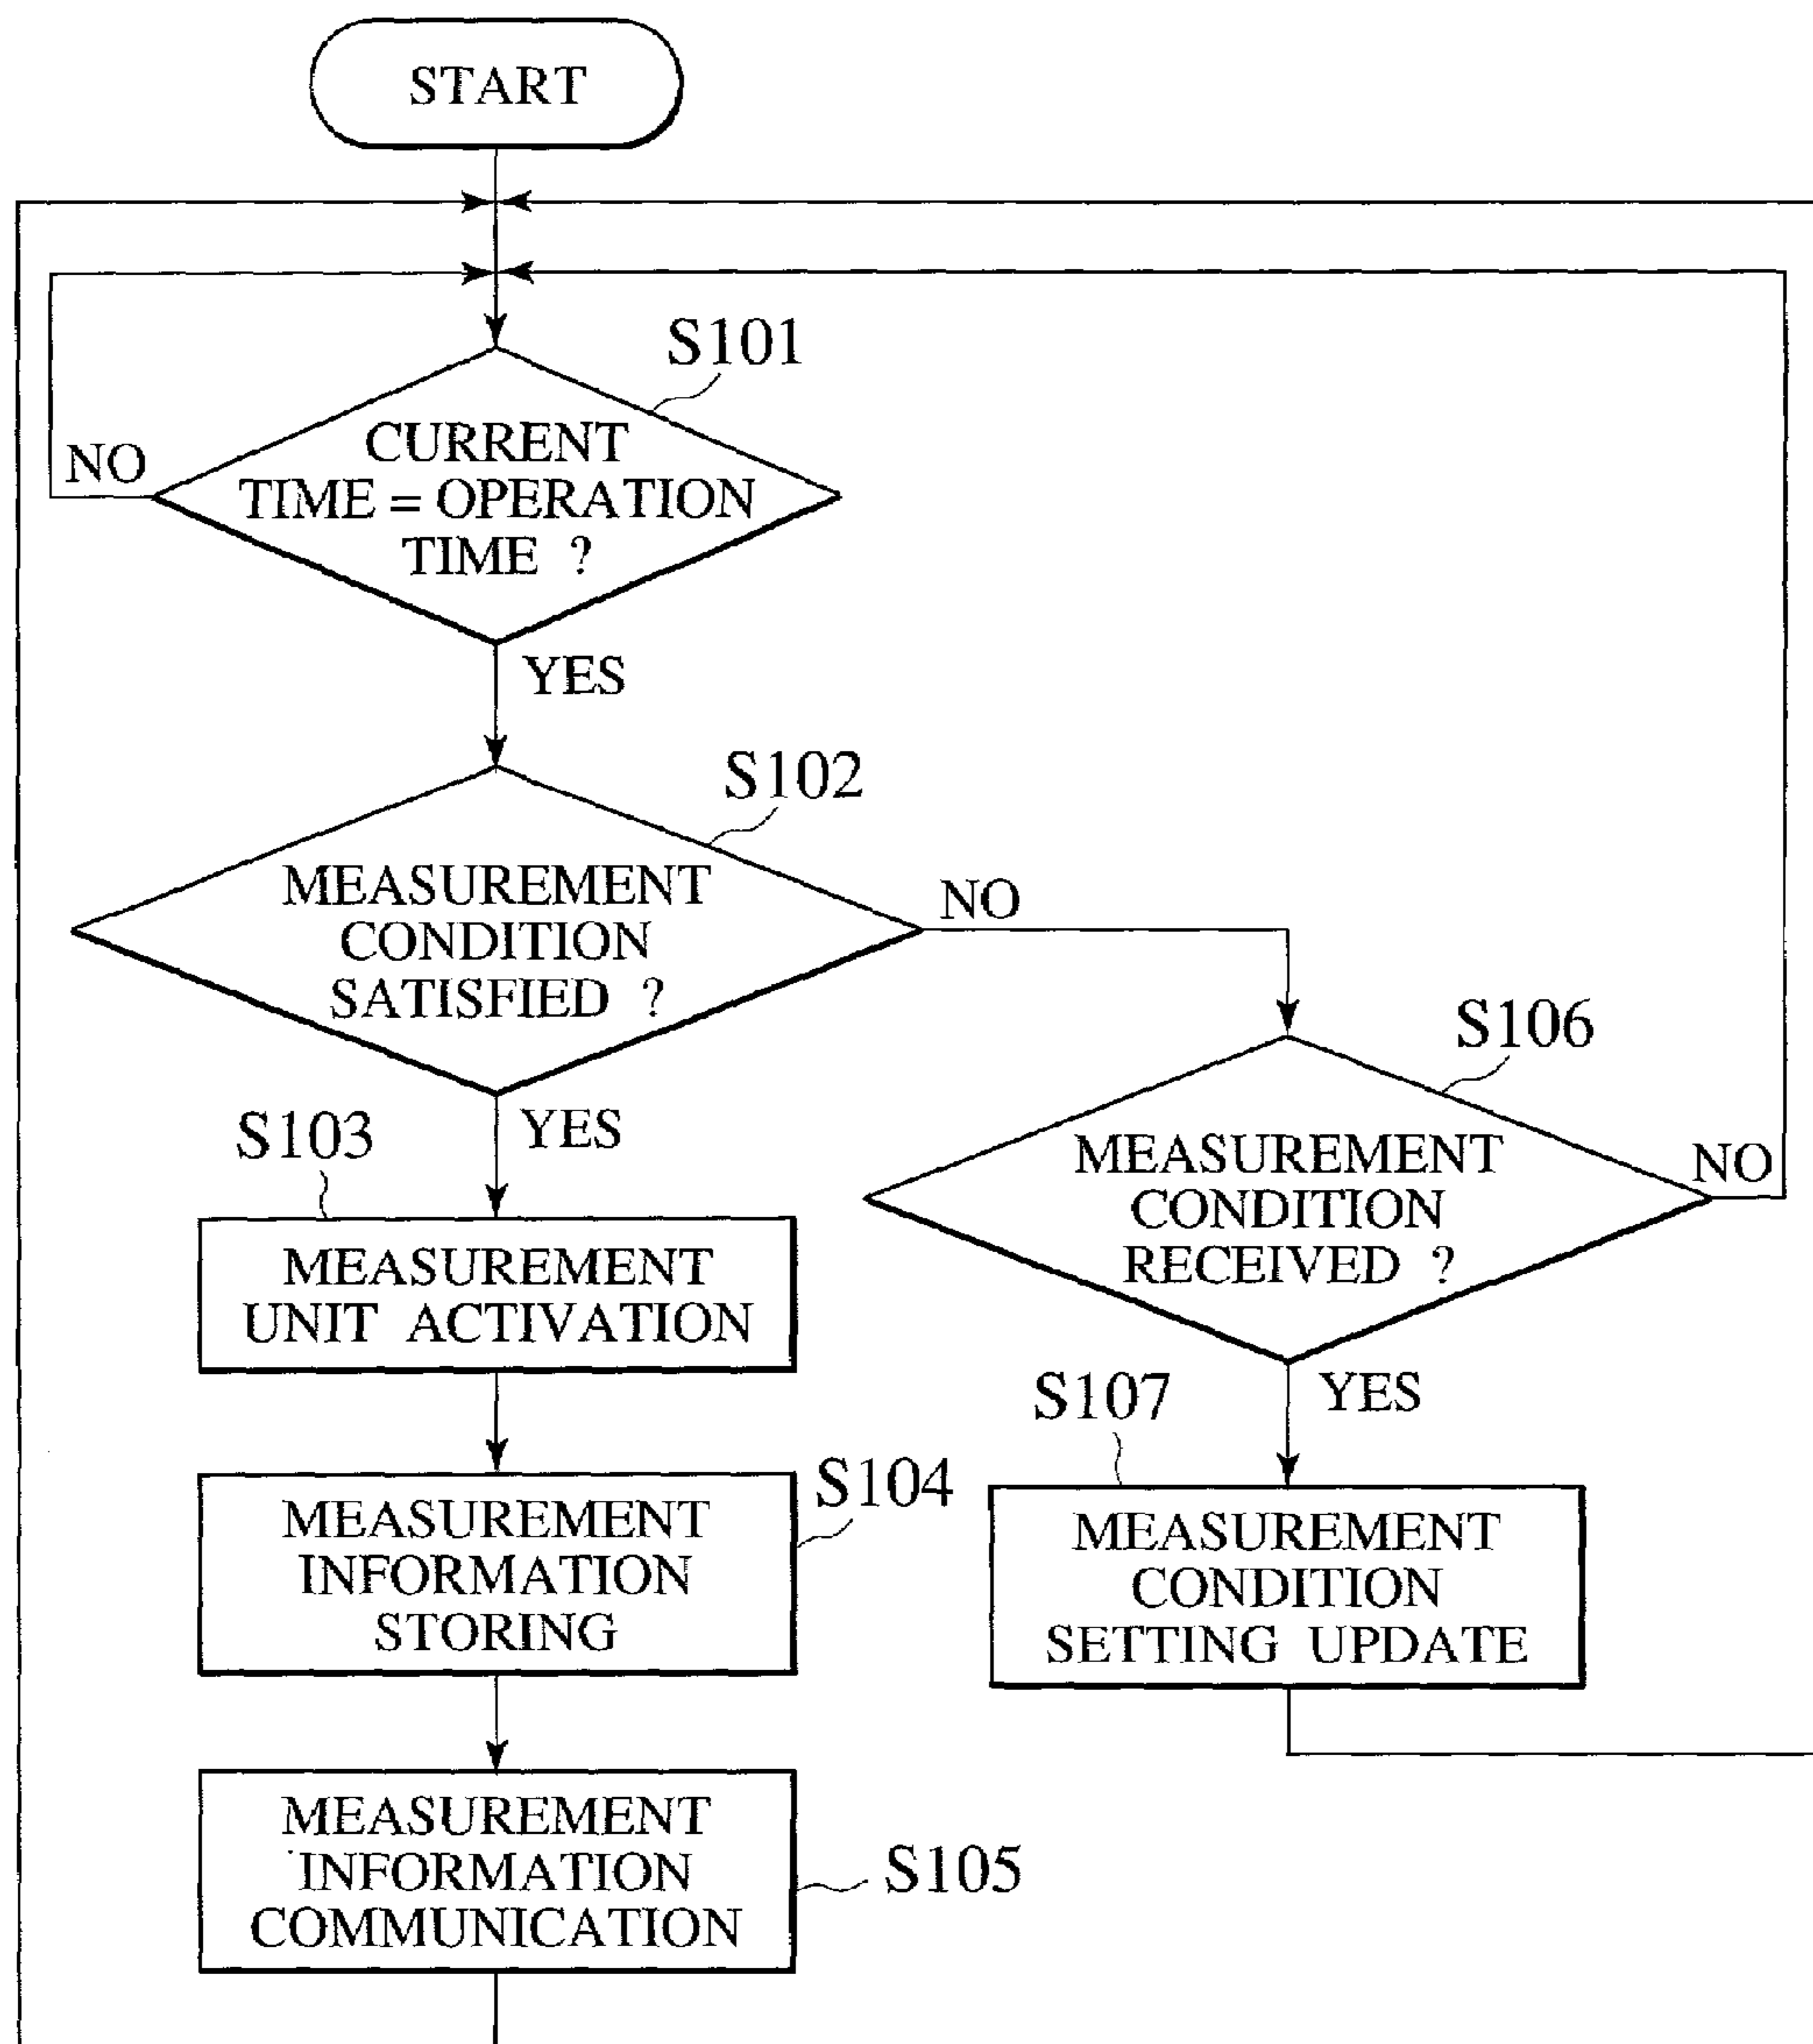 START
S101
CURRENT
TIME = OPERATION
TIME ?
NO
YES
S102
MEASUREMENT
CONDITION
SATISFIED ?
NO
YES
S106
MEASUREMENT
CONDITION
RECEIVED ?
NO
YES
S103
MEASUREMENT
UNIT ACTIVATION
S104
MEASUREMENT
INFORMATION
STORING
S107
MEASUREMENT
CONDITION
SETTING UPDATE
MEASUREMENT
INFORMATION
COMMUNICATION
S105